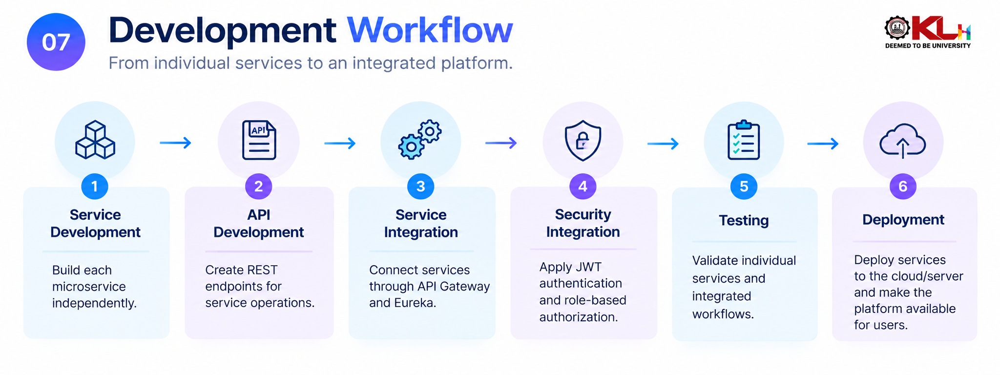 07
Development Workflow
From individual services to an integrated platform.
KLH
DEEMED TO BE UNIVERSITY
API
1
Service
Development
Build each
microservice
independently.
2
API
Development
Create REST
endpoints for
service operations.
3
Service
Integration
Connect services
through API Gateway
and Eureka.
4
Security
Integration
Apply JWT
authentication
and role-based
authorization.
5
Testing
Validate individual
services and
integrated
workflows.
6
Deployment
Deploy services
to the cloud/server
and make the
platform available
for users.